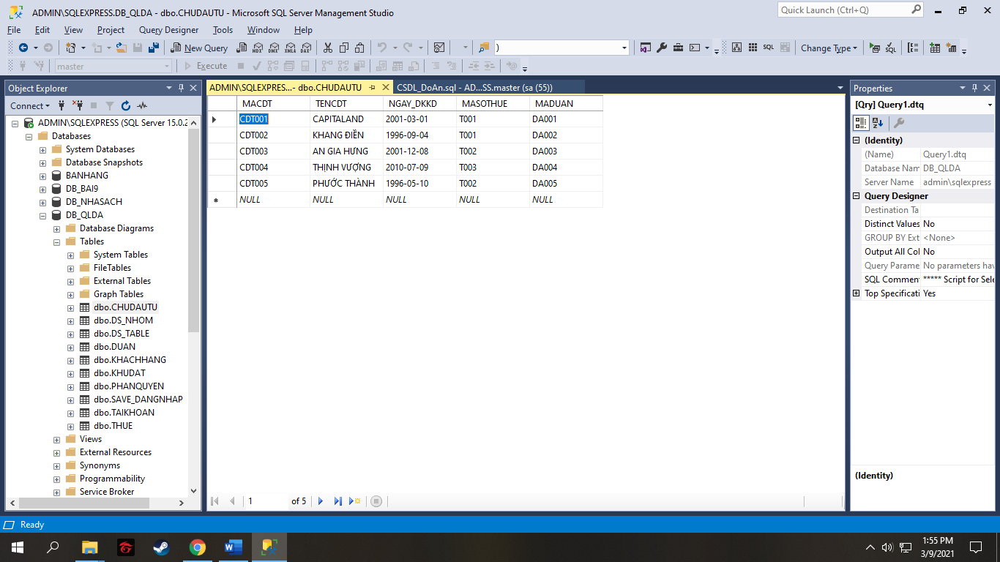 ADMIN\SQLEXPRESS.DB_QLDA - dbo.CHUDAUTU - Microsoft SQL Server Management Studio
Quick Launch (Ctrl+Q)
File Edit View Project Query Designer Tools Window Help
New Query MDX DMX XMLA DAX ) SQL Change Type SQL
master Execute
Object Explorer
Connect
ADMIN\SQLEXPRESS (SQL Server 15.0.2
Databases
System Databases
Database Snapshots
BANHANG
DB_BAI9
DB_NHASACH
DB_QLDA
Database Diagrams
Tables
System Tables
FileTables
External Tables
Graph Tables
dbo.CHUDAUTU
dbo.DS_NHOM
dbo.DS_TABLE
dbo.DUAN
dbo.KHACHHANG
dbo.KHUDAT
dbo.PHANQUYEN
dbo.SAVE_DANGNHAP
dbo.TAIKHOAN
dbo.THUE
Views
External Resources
Synonyms
Programmability
Service Broker
ADMIN\SQLEXPRES...- dbo.CHUDAUTU CSDL_DoAn.sql - AD...SS.master (sa (55))
MACDT TENCDT NGAY_DKKD MASOTHUE MADUAN
CDT001 CAPITALAND 2001-03-01 T001 DA001
CDT002 KHANG ĐIỀN 1996-09-04 T001 DA002
CDT003 AN GIA HƯNG 2001-12-08 T002 DA003
CDT004 THỊNH VƯỢNG 2010-07-09 T003 DA004
CDT005 PHƯỚC THÀNH 1996-05-10 T002 DA005
NULL NULL NULL NULL NULL
1 of 5
Properties
[Qry] Query1.dtq
(Identity)
(Name) Query1.dtq
Database Nam DB_QLDA
Server Name admin\sqlexpress
Query Designer
Destination Ta
Distinct Values No
GROUP BY Ext <None>
Output All Col No
Query Parame No parameters hav
SQL Comment ***** Script for Sele
Top Specificati Yes
(Identity)
Ready
1:55 PM
3/9/2021